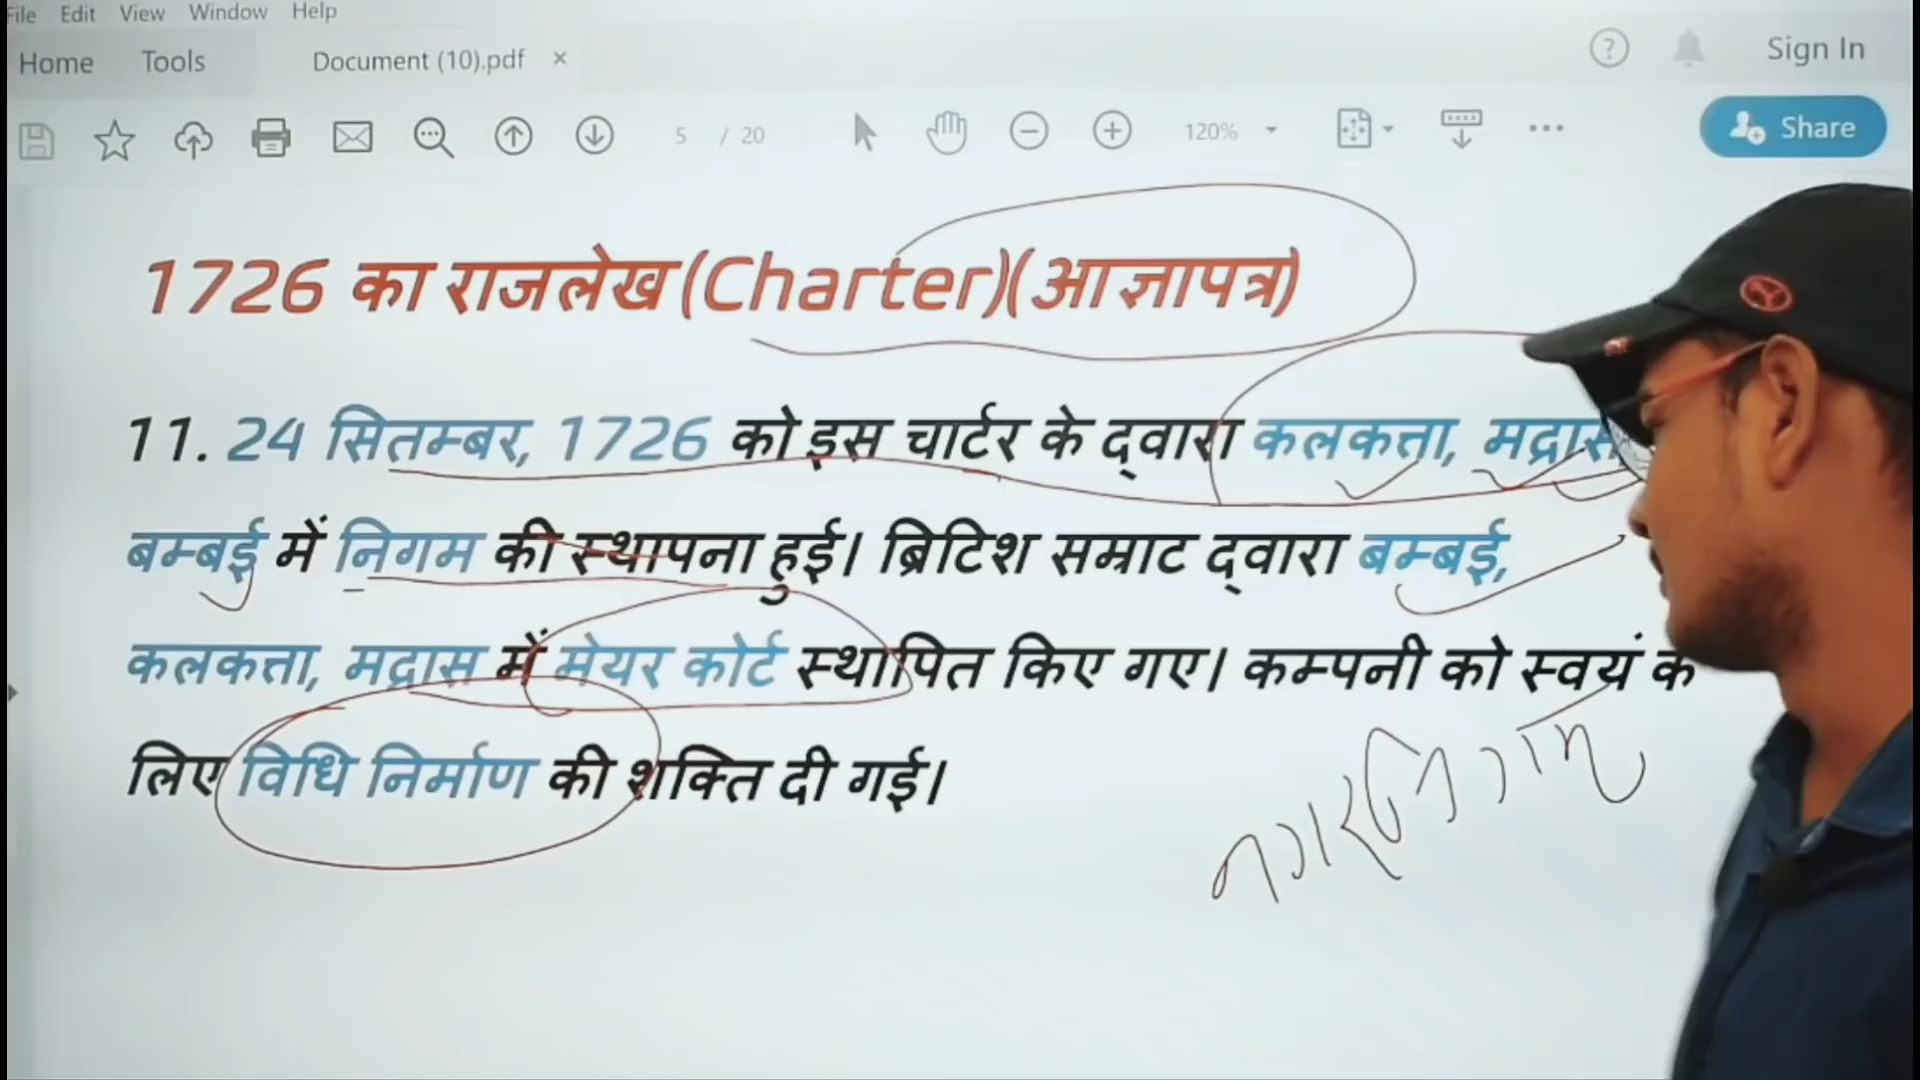 File Edit View Window Help
Home Tools Document (10).pdf × ? Sign In
5 / 20 120% Share
1726 का राजलेख(Charter)(आज्ञापत्र)
11. 24 सितम्बर, 1726 को इस चार्टर के द्वारा कलकत्ता, मद्रास
बम्बई में निगम की स्थापना हुई। ब्रिटिश सम्राट द्वारा बम्बई,
कलकत्ता, मद्रास में मेयर कोर्ट स्थापित किए गए। कम्पनी को स्वयं के
लिए विधि निर्माण की शक्ति दी गई।
नगर निगम